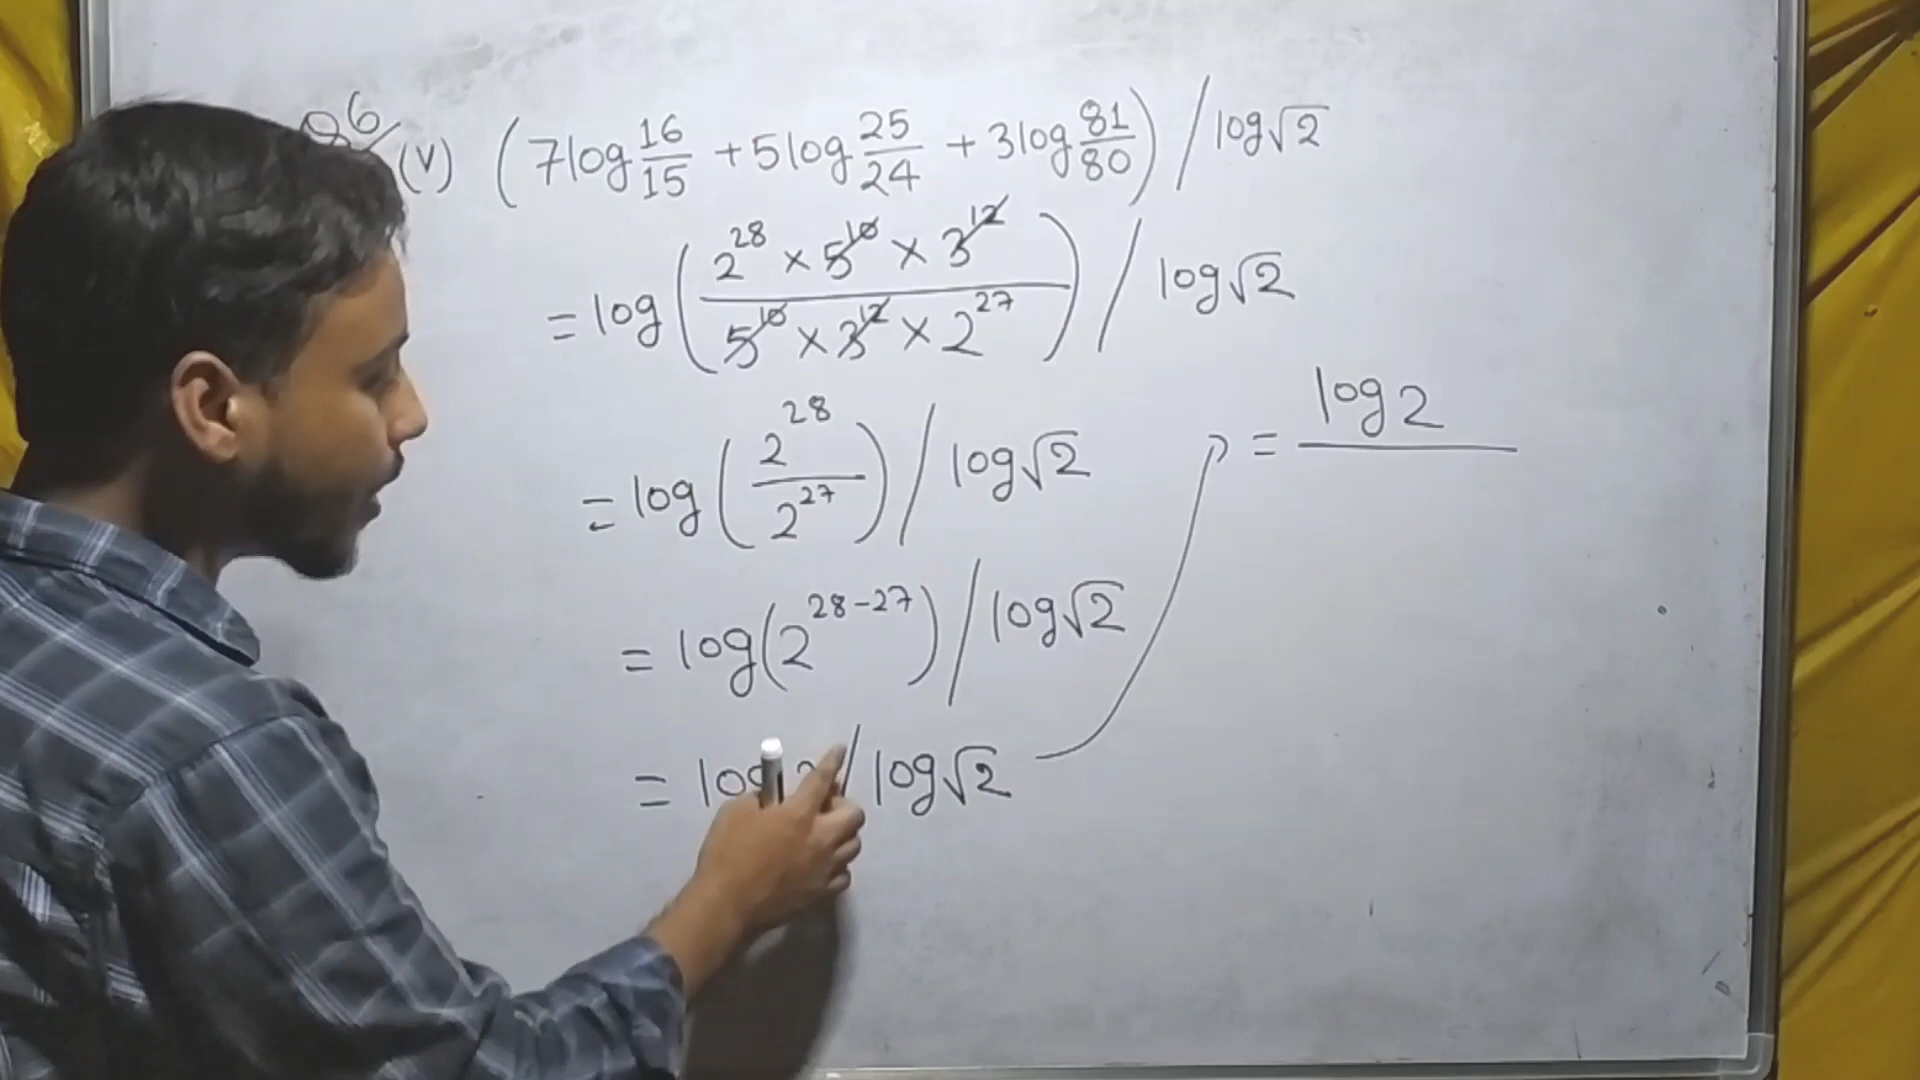 Q6 (v) (7log 16/15 + 5log 25/24 + 3log 81/80) / log√2
= log(2^28 × 5^10 × 3^12 / 5^10 × 3^12 × 2^27) / log√2
= log(2^28 / 2^27) / log√2
= log(2^28-27) / log√2
= log 2 / log√2
= log 2